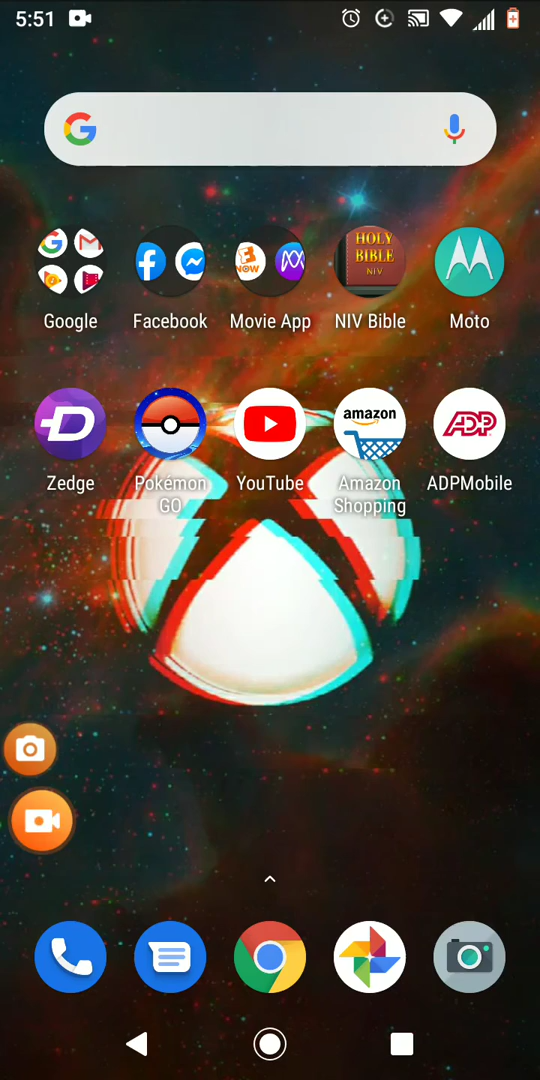 5:51
HOLY
BIBLE
NIV
NOW
Google
Facebook
Movie App
NIV Bible
Moto
amazon
ADP
Zedge
Pokémon
GO
YouTube
Amazon
Shopping
ADPMobile